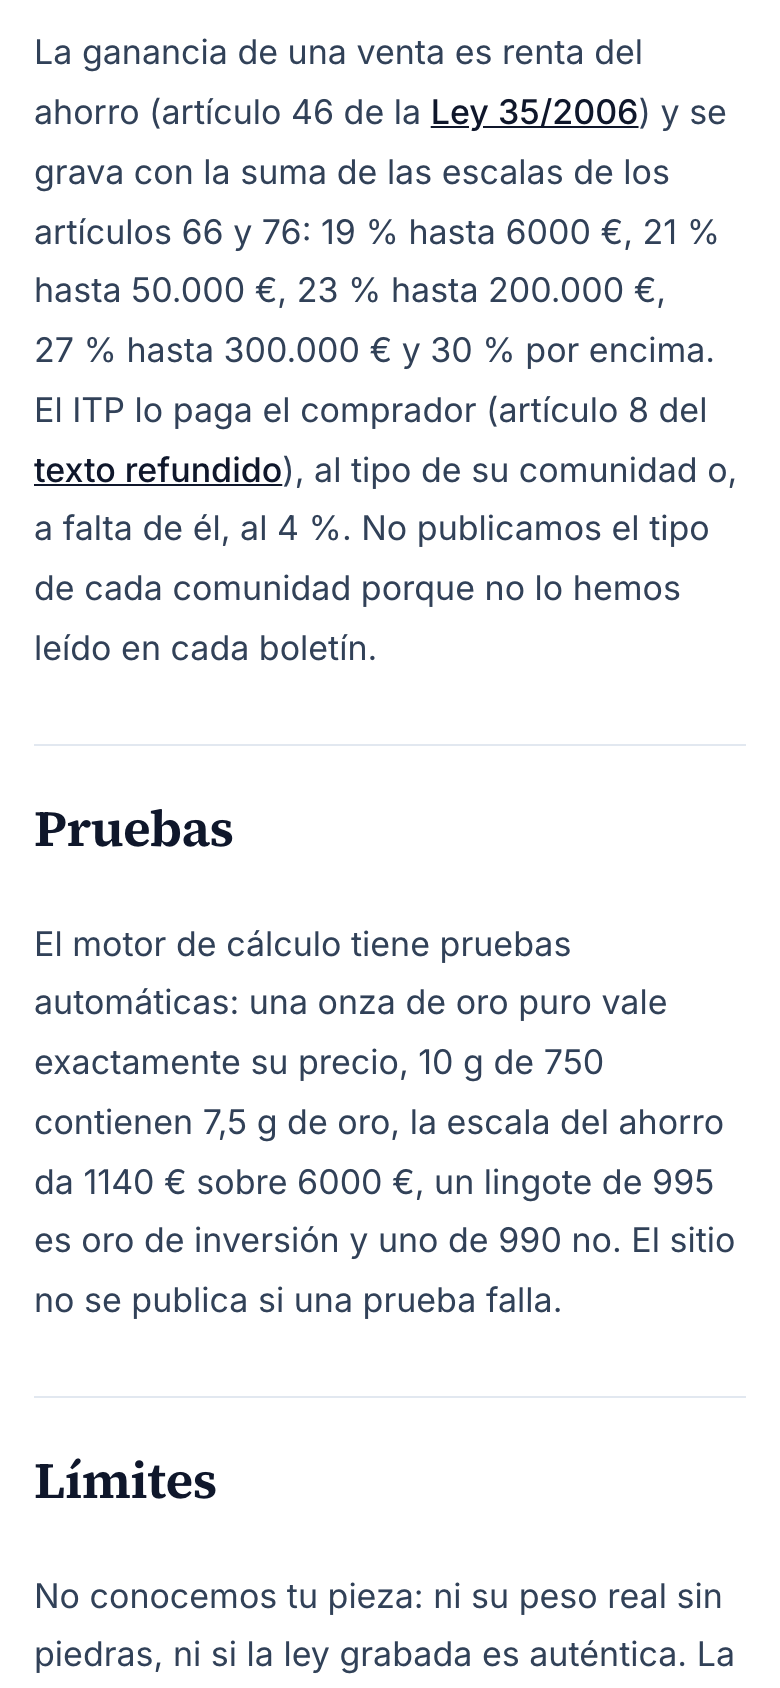 La ganancia de una venta es renta del
ahorro (artículo 46 de la Ley 35/2006) y se
grava con la suma de las escalas de los
artículos 66 y 76: 19 % hasta 6000 €, 21 %
hasta 50.000 €, 23 % hasta 200.000 €,
27 % hasta 300.000 € y 30 % por encima.
El ITP lo paga el comprador (artículo 8 del
texto refundido), al tipo de su comunidad o,
a falta de él, al 4 %. No publicamos el tipo
de cada comunidad porque no lo hemos
leído en cada boletín.
Pruebas
El motor de cálculo tiene pruebas
automáticas: una onza de oro puro vale
exactamente su precio, 10 g de 750
contienen 7,5 g de oro, la escala del ahorro
da 1140 € sobre 6000 €, un lingote de 995
es oro de inversión y uno de 990 no. El sitio
no se publica si una prueba falla.
Límites
No conocemos tu pieza: ni su peso real sin
piedras, ni si la ley grabada es auténtica. La